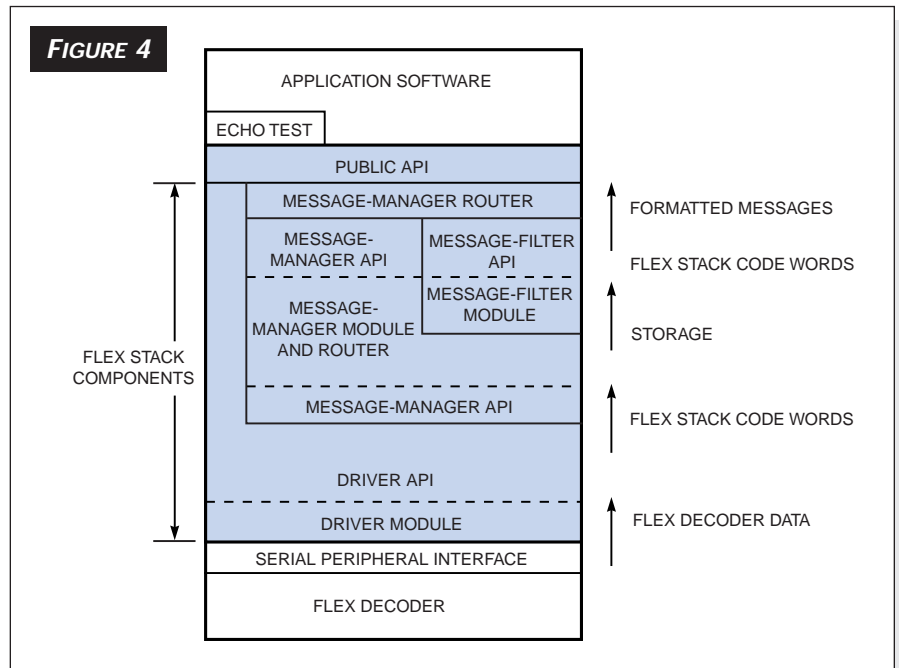 FIGURE 4
APPLICATION SOFTWARE
ECHO TEST
PUBLIC API
MESSAGE-MANAGER ROUTER
MESSAGE-
MANAGER API
MESSAGE-FILTER
API
MESSAGE-FILTER
MODULE
MESSAGE-
MANAGER MODULE
AND ROUTER
MESSAGE-MANAGER API
DRIVER API
DRIVER MODULE
SERIAL PERIPHERAL INTERFACE
FLEX DECODER
FLEX STACK
COMPONENTS
FORMATTED MESSAGES
FLEX STACK CODE WORDS
STORAGE
FLEX STACK CODE WORDS
FLEX DECODER DATA